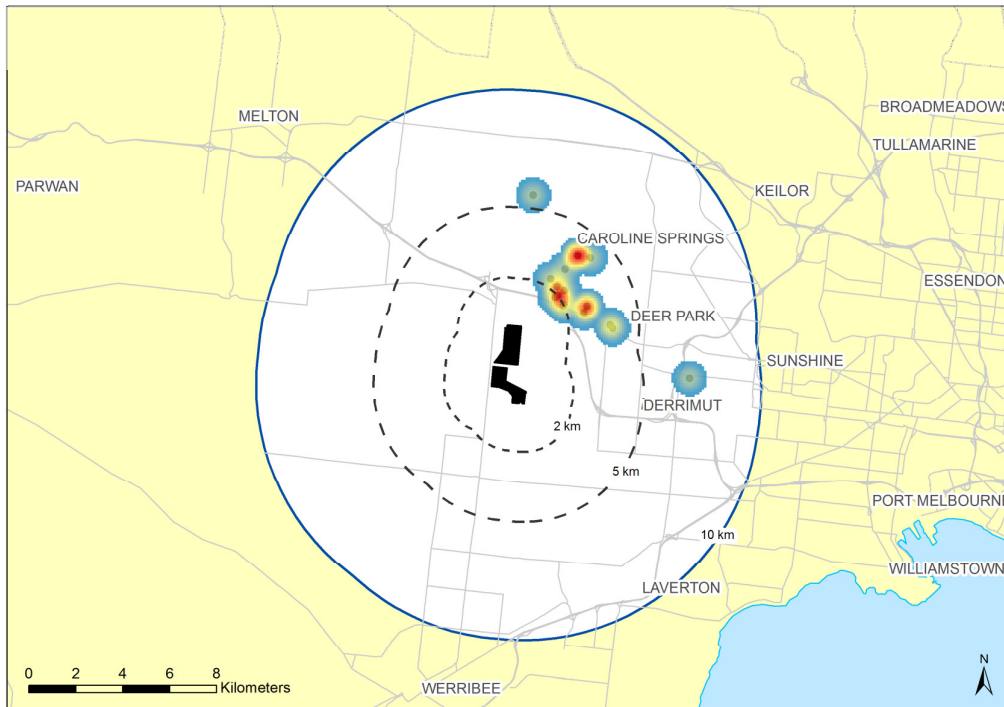 BROADMEADOWS
MELTON
TULLAMARINE
PARWAN
KEILOR
CAROLINE SPRINGS
ESSENDON
DEER PARK
SUNSHINE
DERRIMUT
2 km
5 km
PORT MELBOURNE
10 km
WILLIAMSTOWN
LAVERTON
0 2 4 6 8
Kilometers
WERRIBEE
N